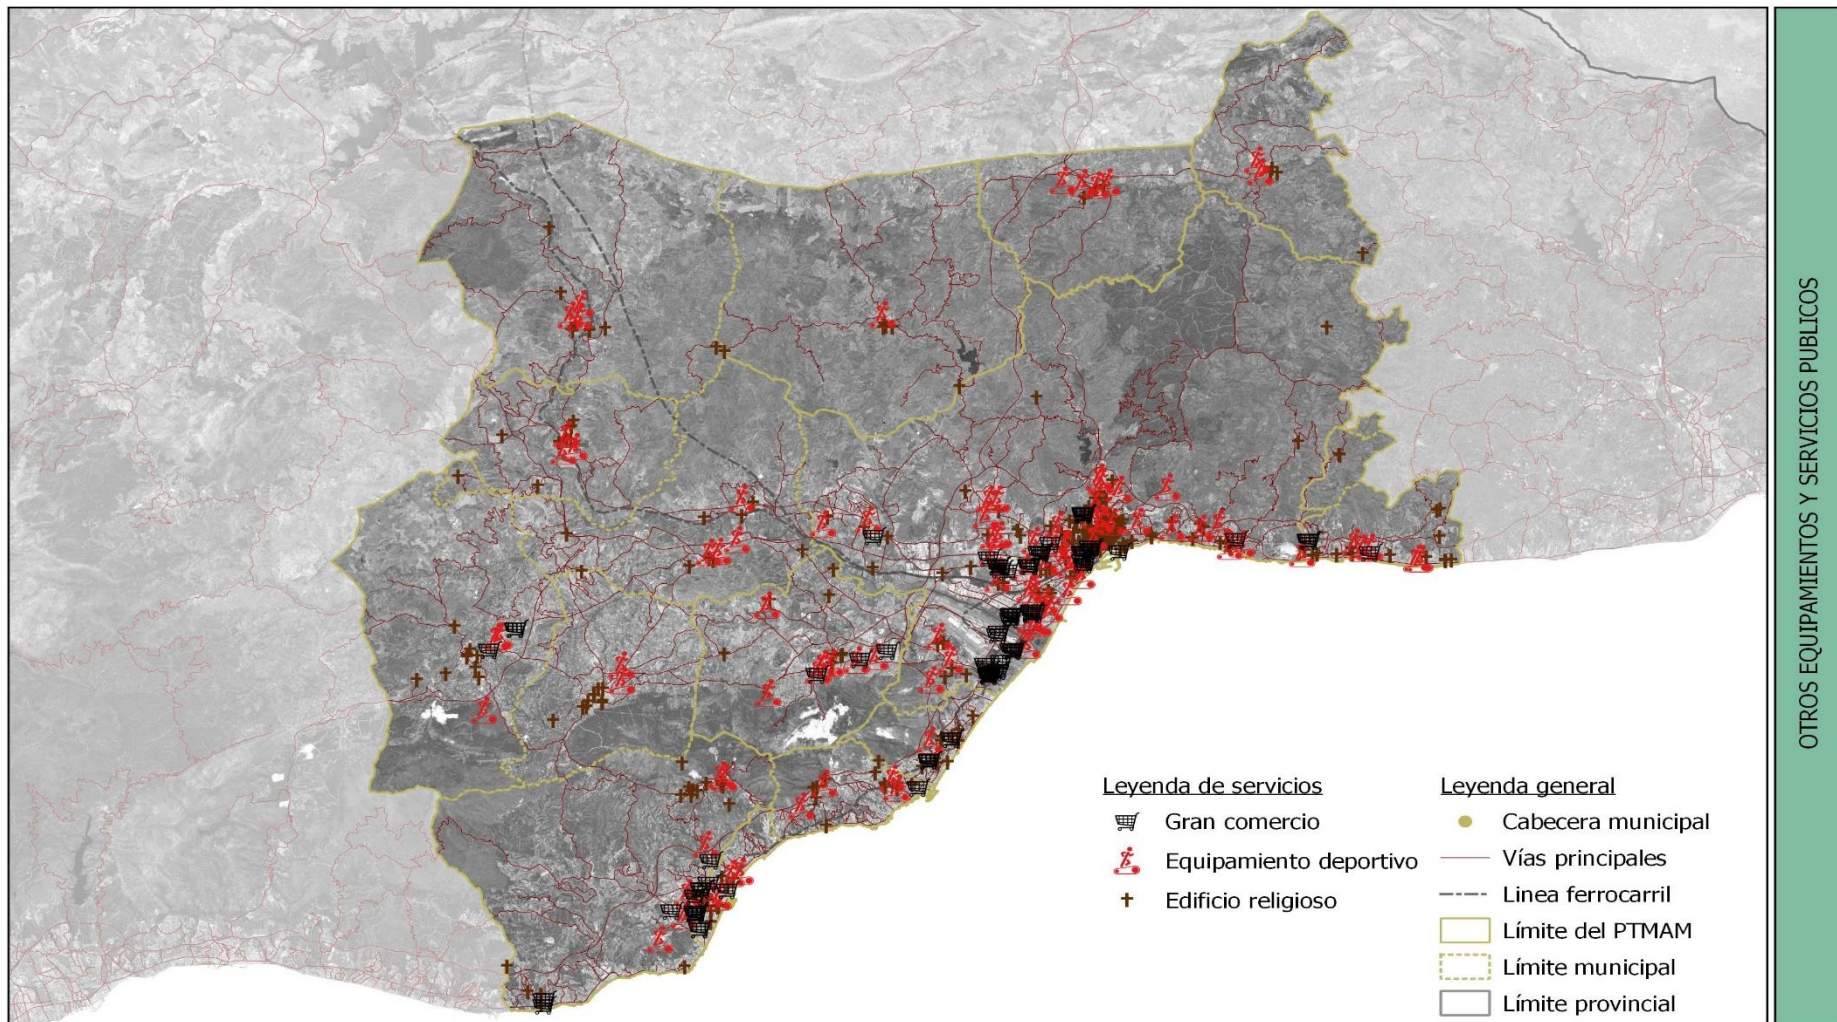 Leyenda de servicios
Gran comercio
Equipamiento deportivo
Edificio religioso
Leyenda general
Cabecera municipal
Vías principales
Linea ferrocarril
Límite del PTMAM
Límite municipal
Límite provincial
OTROS EQUIPAMIENTOS Y SERVICIOS PUBLICOS